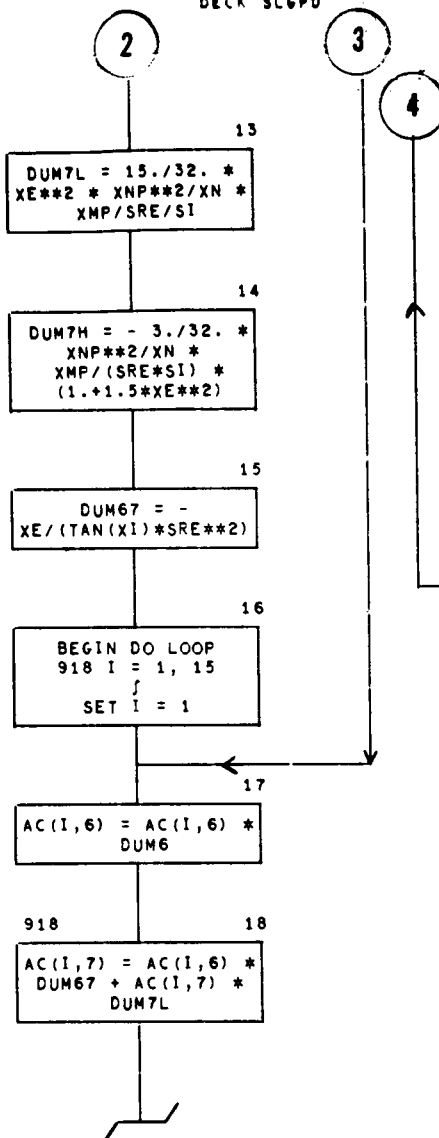 DECK SLGPD
2
3
4
13
DUM7L = 15./32. *
XE**2 * XNP**2/XN *
XMP/SRE/SI
14
DUM7H = - 3./32. *
XNP**2/XN *
XMP/(SRE*SI) *
(1.+1.5*XE**2)
15
DUM67 = -
XE/(TAN(XI)*SRE**2)
16
BEGIN DO LOOP
918 I = 1, 15
SET I = 1
17
AC(I,6) = AC(I,6) *
DUM6
918 18
AC(I,7) = AC(I,6) *
DUM67 + AC(I,7) *
DUM7L